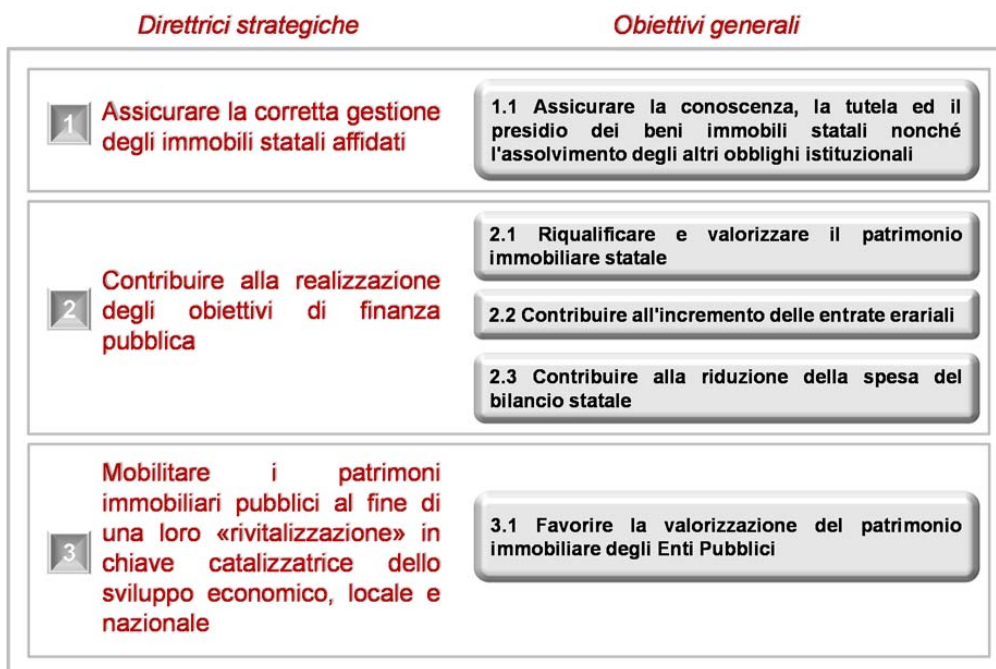 Direttrici strategiche
Obiettivi generali
1
Assicurare la corretta gestione
degli immobili statali affidati
1.1 Assicurare la conoscenza, la tutela ed il
presidio dei beni immobili statali nonché
l'assolvimento degli altri obblighi istituzionali
2
Contribuire alla realizzazione
degli obiettivi di finanza
pubblica
2.1 Riqualificare e valorizzare il patrimonio
immobiliare statale
2.2 Contribuire all'incremento delle entrate erariali
2.3 Contribuire alla riduzione della spesa del
bilancio statale
3
Mobilitare i patrimoni
immobiliari pubblici al fine di
una loro «rivitalizzazione» in
chiave catalizzatrice dello
sviluppo economico, locale e
nazionale
3.1 Favorire la valorizzazione del patrimonio
immobiliare degli Enti Pubblici